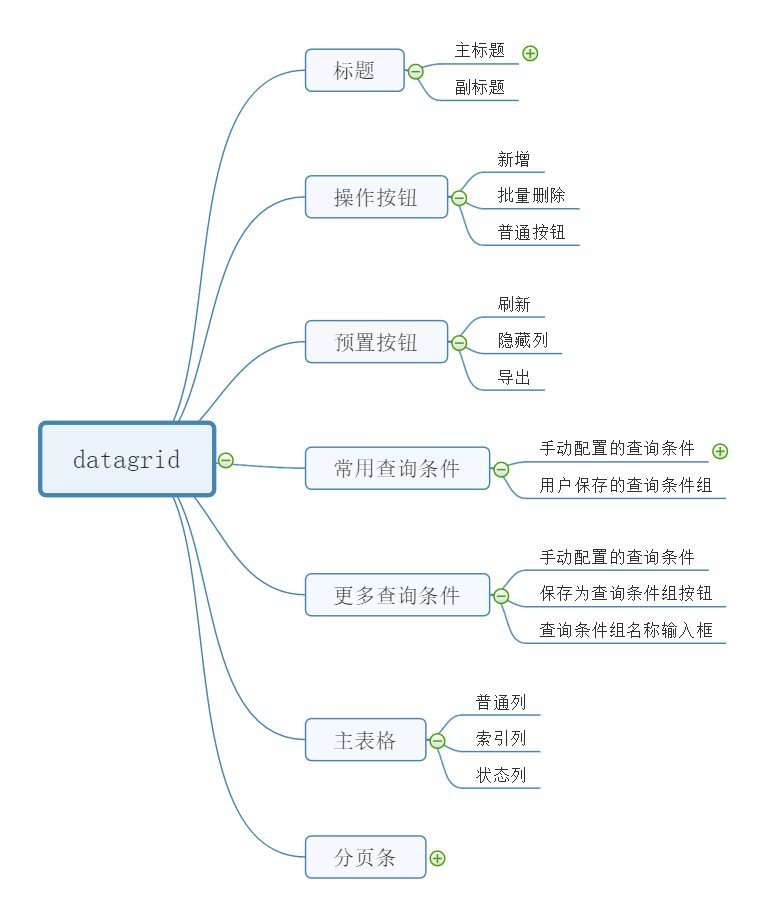 标题
主标题
副标题
操作按钮
新增
批量删除
普通按钮
预置按钮
刷新
隐藏列
导出
datagrid
常用查询条件
手动配置的查询条件
用户保存的查询条件组
更多查询条件
手动配置的查询条件
保存为查询条件组按钮
查询条件组名称输入框
主表格
普通列
索引列
状态列
分页条